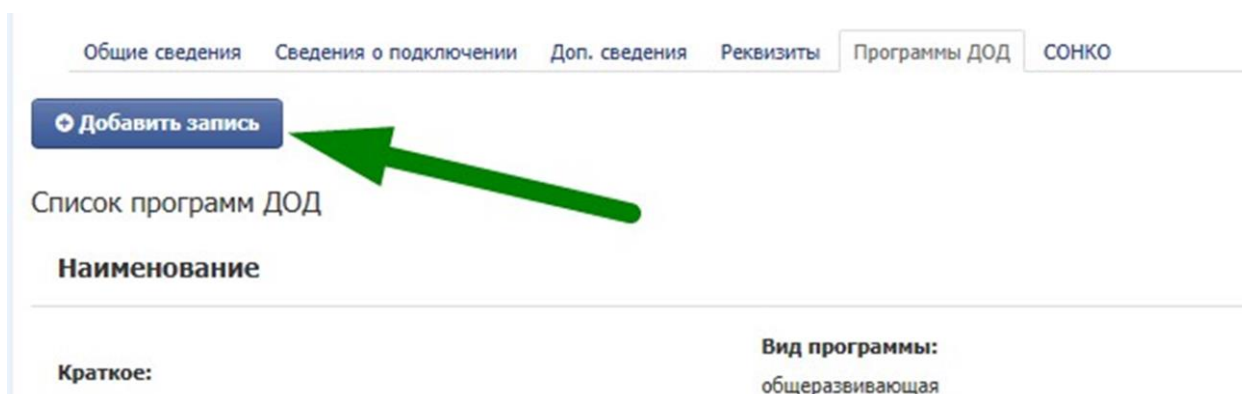 Общие сведения Сведения о подключении Доп. сведения Реквизиты Программы ДОД СОНКО
Добавить запись
Список программ ДОД
Наименование
Краткое:
Вид программы:
общеразвивающая